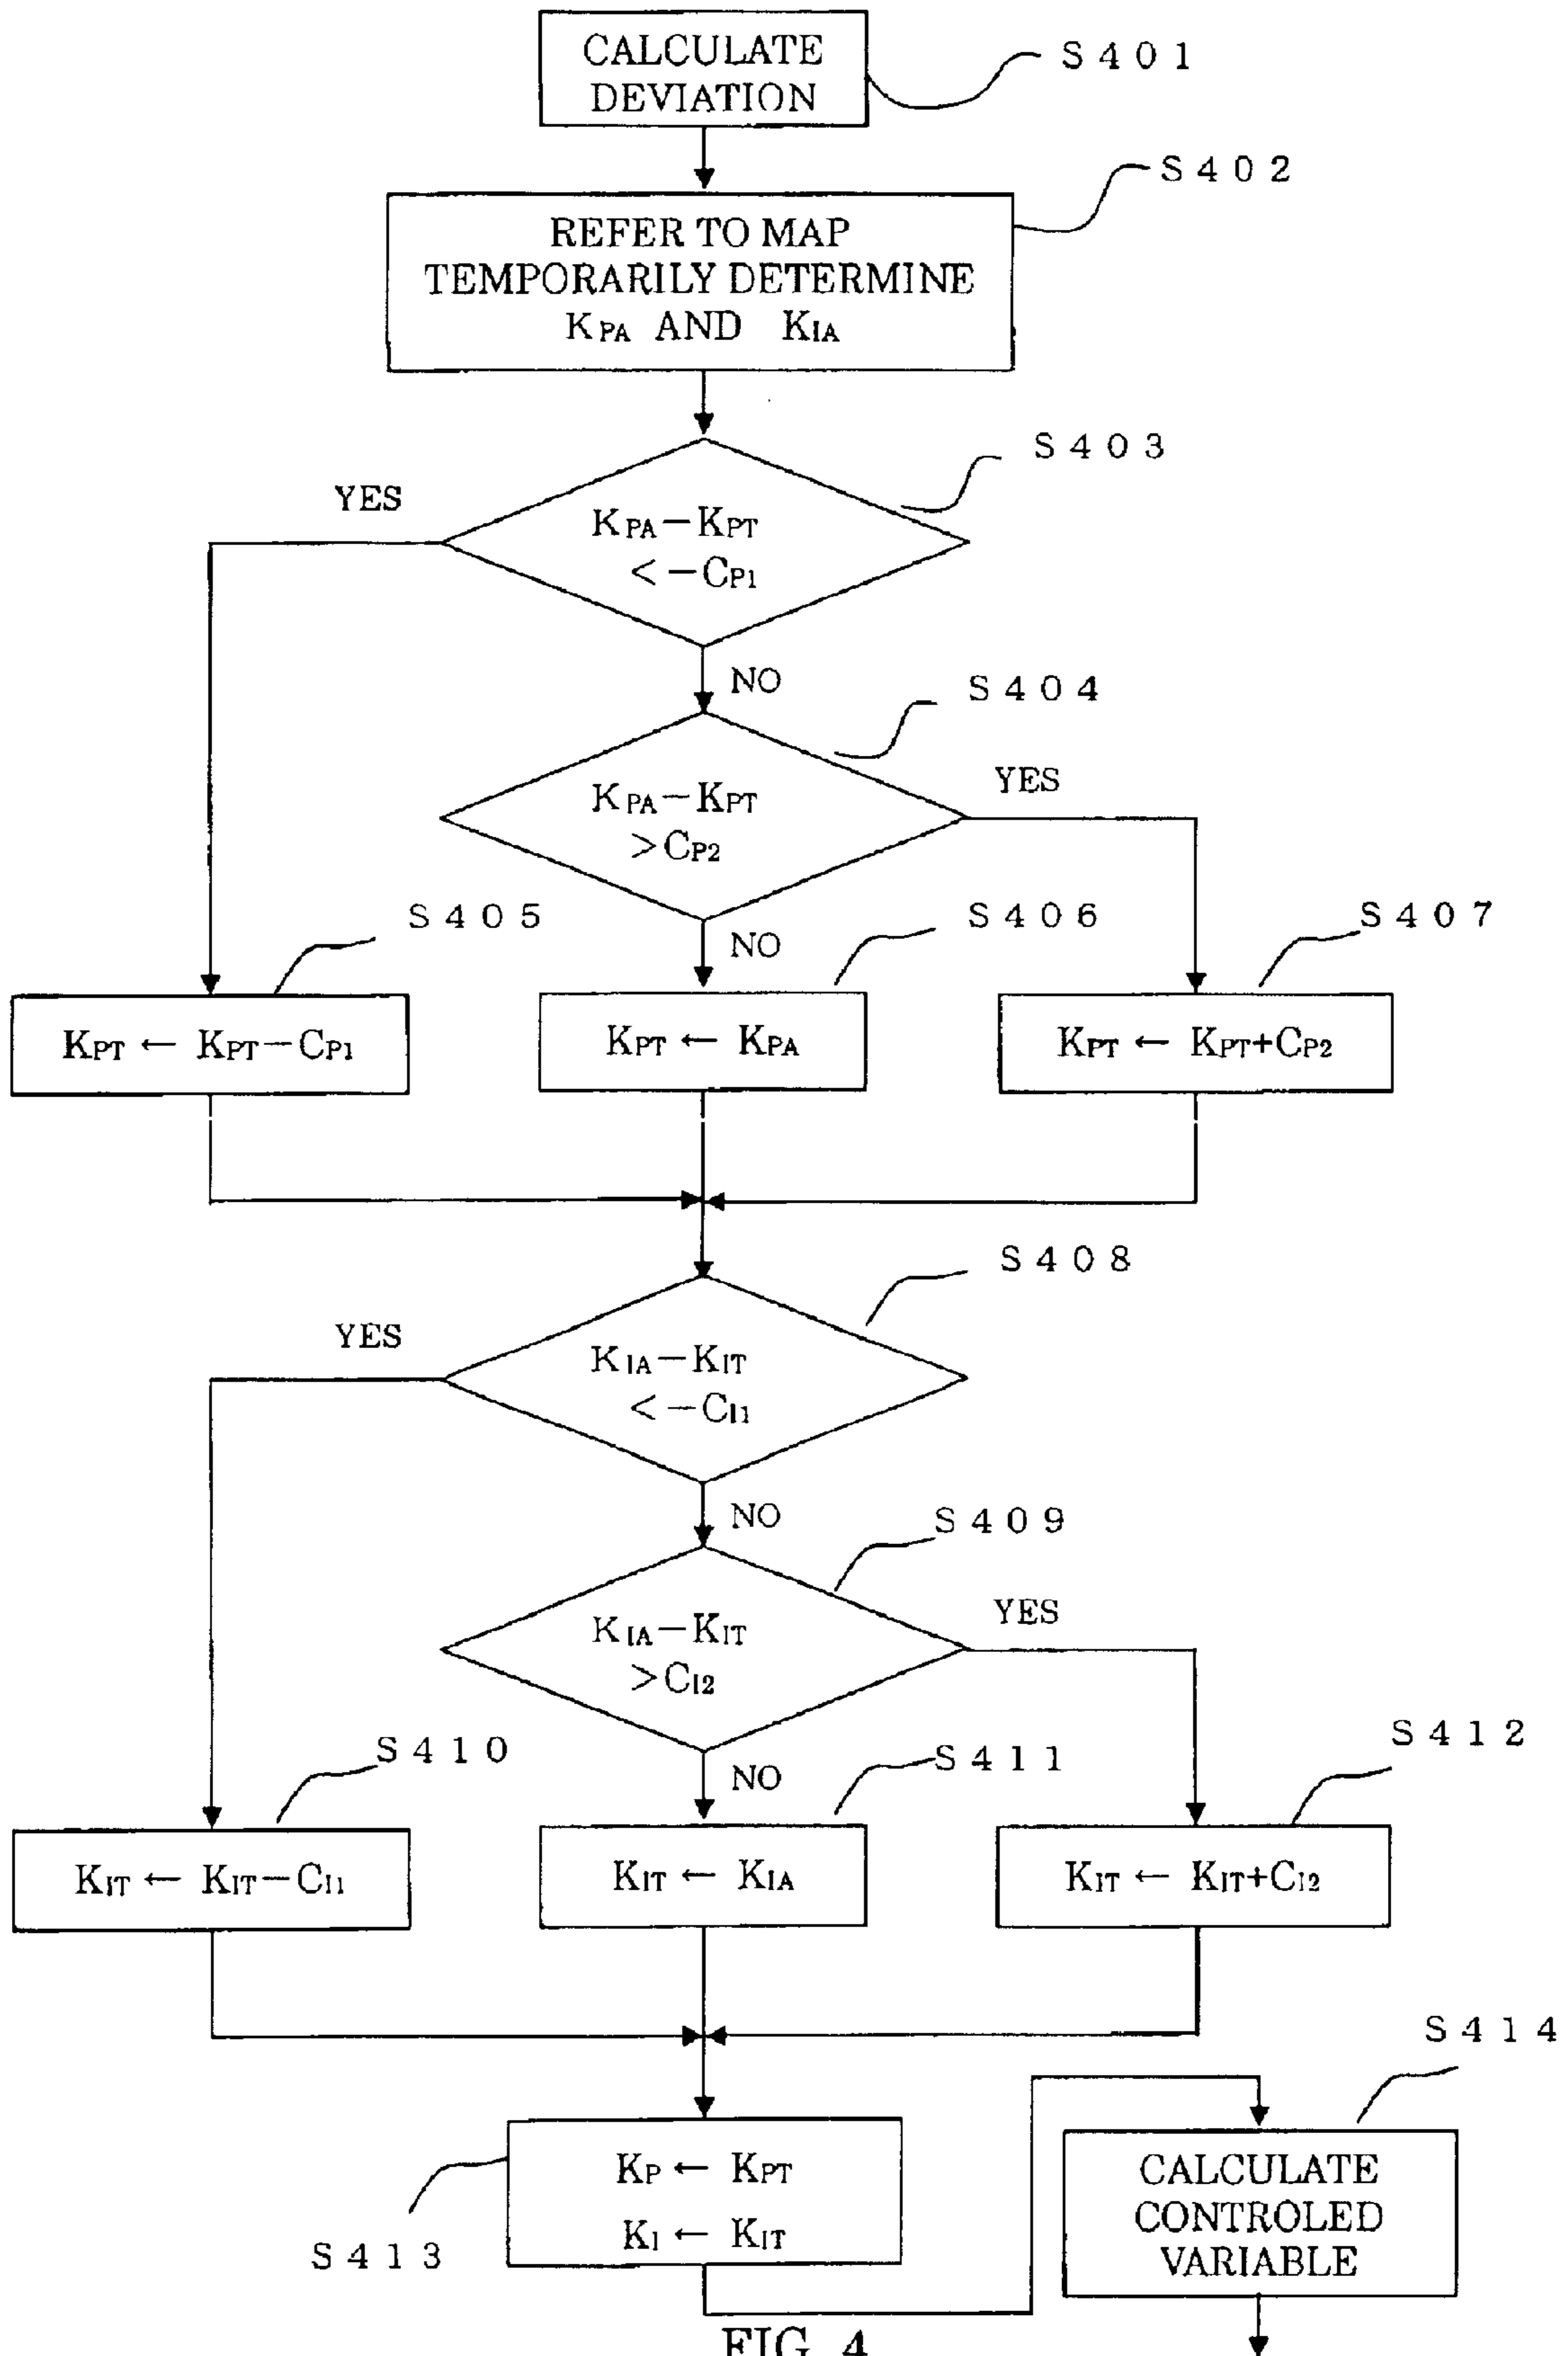 CALCULATE
DEVIATION
S401
S402
REFER TO MAP
TEMPORARILY DETERMINE
KPA AND KIA
S403
YES
KPA−KPT
<−CP1
NO
S404
KPA−KPT
>CP2
YES
NO
S405
S406
S407
KPT ← KPT−CP1
KPT ← KPA
KPT ← KPT+CP2
S408
YES
KIA−KIT
<−CI1
NO
S409
KIA−KIT
>CI2
YES
NO
S410
S411
S412
KIT ← KIT−CI1
KIT ← KIA
KIT ← KIT+CI2
S413
KP ← KPT
KI ← KIT
S414
CALCULATE
CONTROLED
VARIABLE
FIG. 4